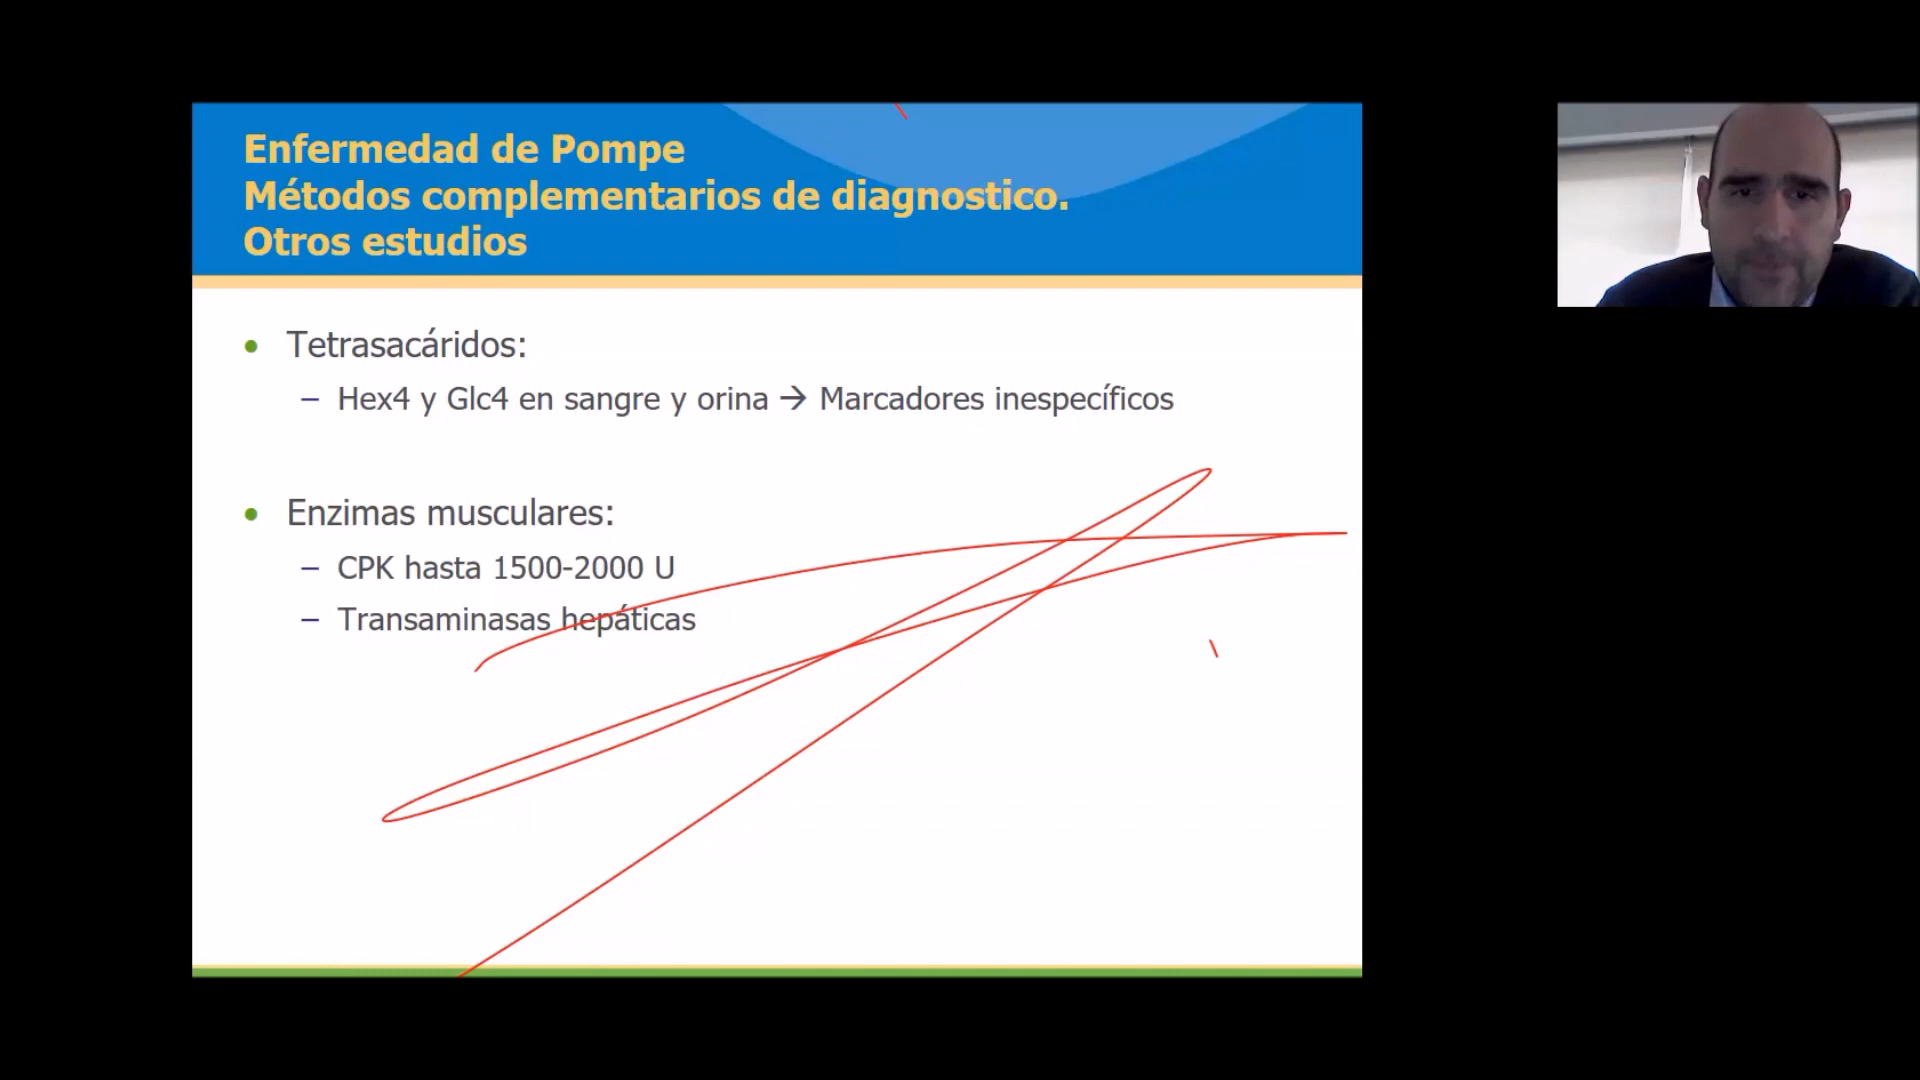 Enfermedad de Pompe
Métodos complementarios de diagnostico.
Otros estudios
• Tetrasacáridos:
– Hex4 y Glc4 en sangre y orina → Marcadores inespecíficos
• Enzimas musculares:
– CPK hasta 1500-2000 U
– Transaminasas hepáticas